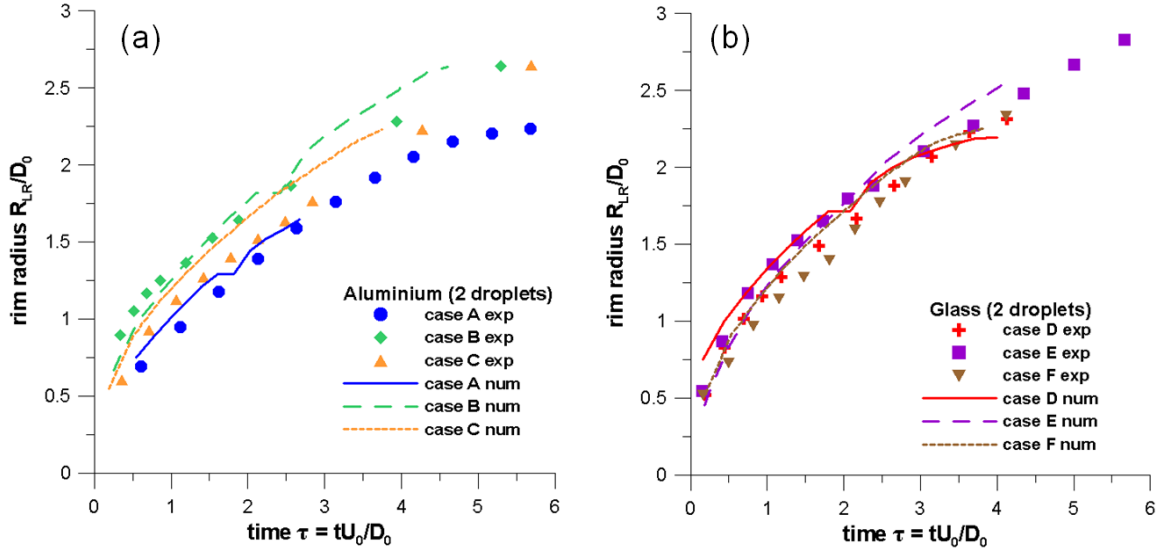 (a)
3
2.5
2
1.5
1
0.5
0
rim radius R_LR/D_0
0 1 2 3 4 5 6
time τ = tU_0/D_0
Aluminium (2 droplets)
case A exp
case B exp
case C exp
case A num
case B num
case C num
(b)
3
2.5
2
1.5
1
0.5
0
rim radius R_LR/D_0
0 1 2 3 4 5 6
time τ = tU_0/D_0
Glass (2 droplets)
case D exp
case E exp
case F exp
case D num
case E num
case F num